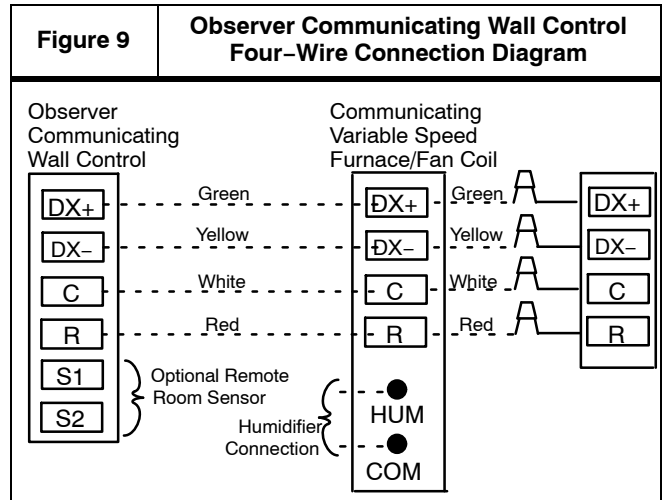 Figure 9
Observer Communicating Wall Control
Four–Wire Connection Diagram
Observer
Communicating
Wall Control
Communicating
Variable Speed
Furnace/Fan Coil
DX+
Green
DX+
Green
DX+
DX–
Yellow
DX–
Yellow
DX–
C
White
C
White
C
R
Red
R
Red
R
S1
S2
Optional Remote
Room Sensor
Humidifier
Connection
HUM
COM